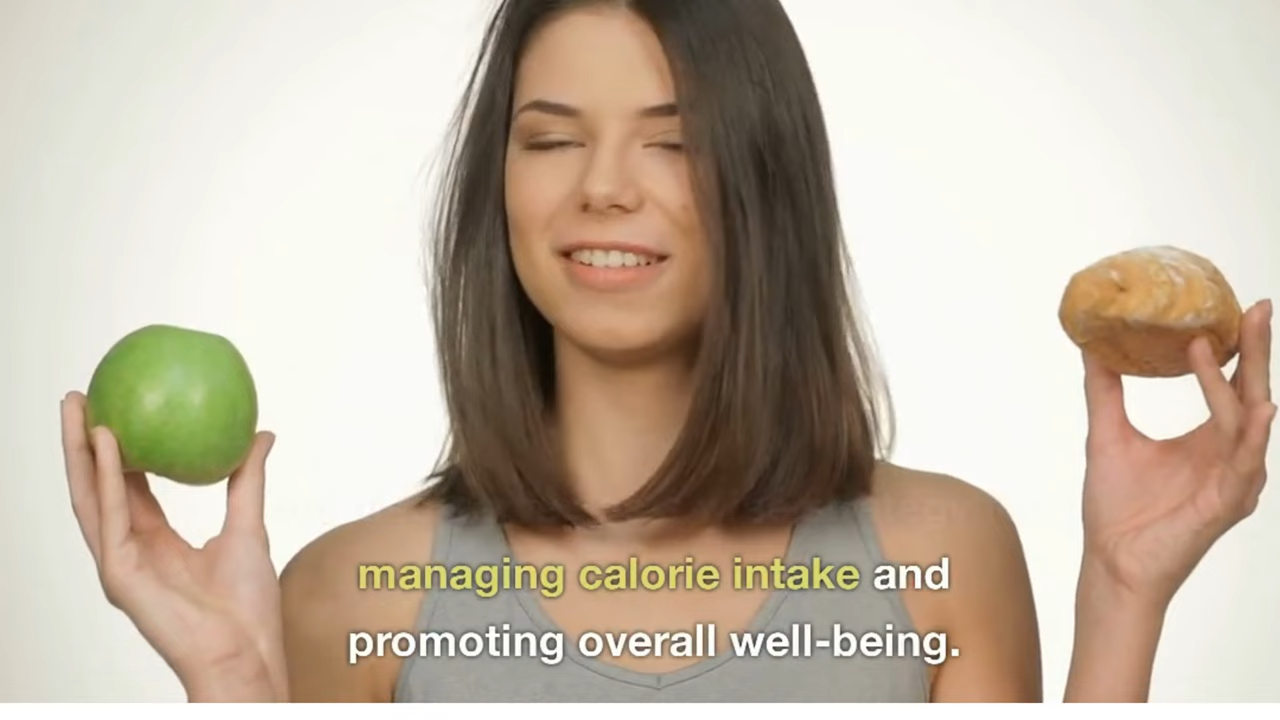 managing calorie intake and
promoting overall well-being.